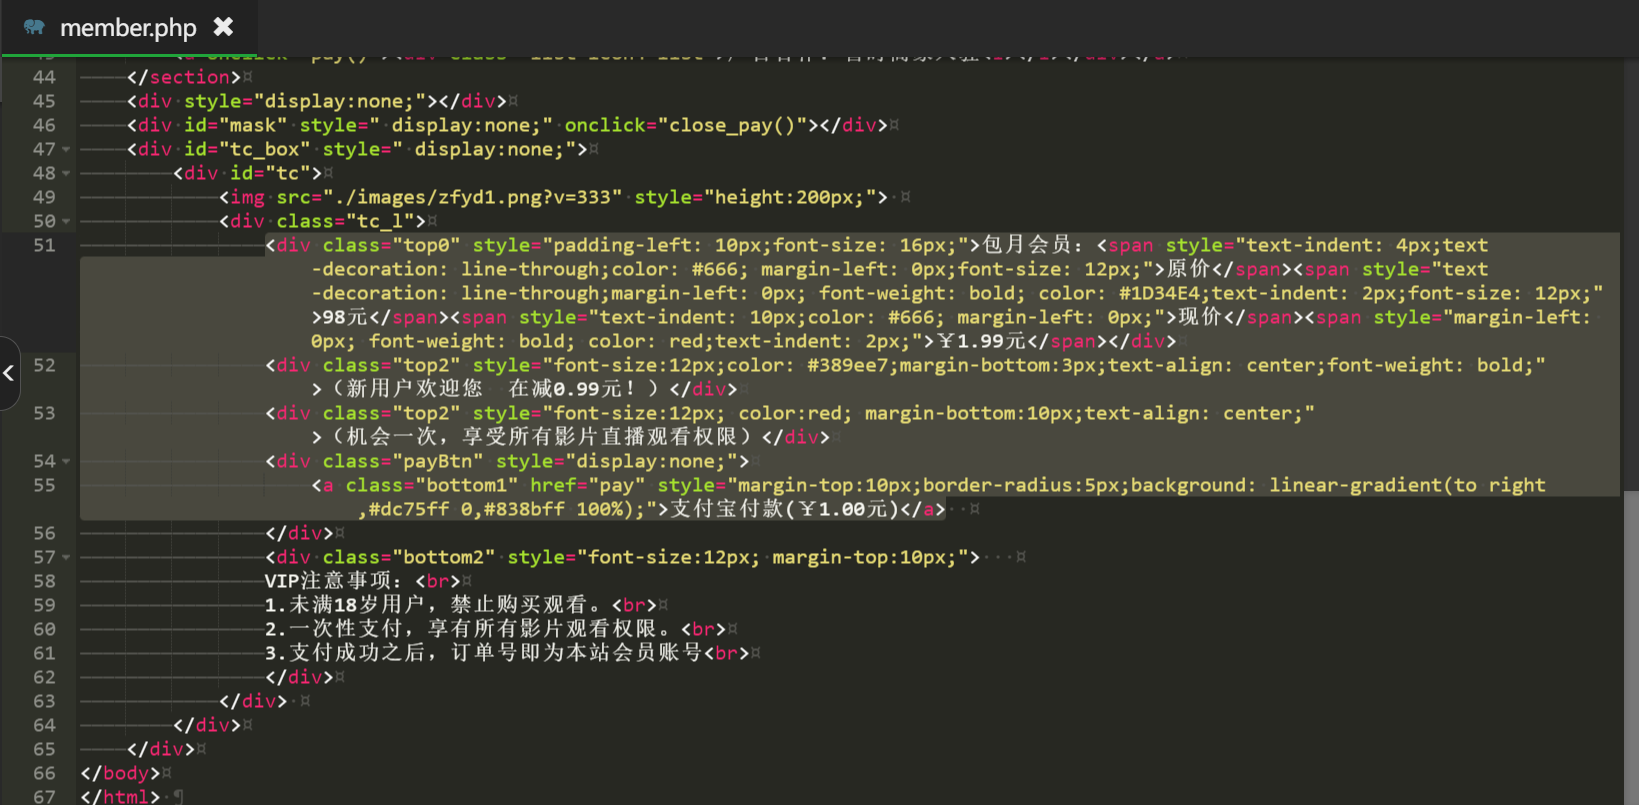 member.php
44 </section>
45 <div style="display:none;"></div>
46 <div id="mask" style=" display:none;" onclick="close_pay()"></div>
47 <div id="tc_box" style=" display:none;">
48 <div id="tc">
49 <img src="./images/zfyd1.png?v=333" style="height:200px;">
50 <div class="tc_l">
51 <div class="top0" style="padding-left: 10px;font-size: 16px;">包月会员：<span style="text-indent: 4px;text
-decoration: line-through;color: #666; margin-left: 0px;font-size: 12px;">原价</span><span style="text
-decoration: line-through;margin-left: 0px; font-weight: bold; color: #1D34E4;text-indent: 2px;font-size: 12px;"
>98元</span><span style="text-indent: 10px;color: #666; margin-left: 0px;">现价</span><span style="margin-left:
0px; font-weight: bold; color: red;text-indent: 2px;">￥1.99元</span></div>
52 <div class="top2" style="font-size:12px;color: #389ee7;margin-bottom:3px;text-align: center;font-weight: bold;"
>（新用户欢迎您  在减0.99元！）</div>
53 <div class="top2" style="font-size:12px; color:red; margin-bottom:10px;text-align: center;"
>（机会一次，享受所有影片直播观看权限）</div>
54 <div class="payBtn" style="display:none;">
55 <a class="bottom1" href="pay" style="margin-top:10px;border-radius:5px;background: linear-gradient(to right
,#dc75ff 0,#838bff 100%);">支付宝付款(￥1.00元)</a>
56 </div>
57 <div class="bottom2" style="font-size:12px; margin-top:10px;">
58 VIP注意事项：<br>
59 1.未满18岁用户，禁止购买观看。<br>
60 2.一次性支付，享有所有影片观看权限。<br>
61 3.支付成功之后，订单号即为本站会员账号<br>
62 </div>
63 </div>
64 </div>
65 </div>
66 </body>
67 </html>